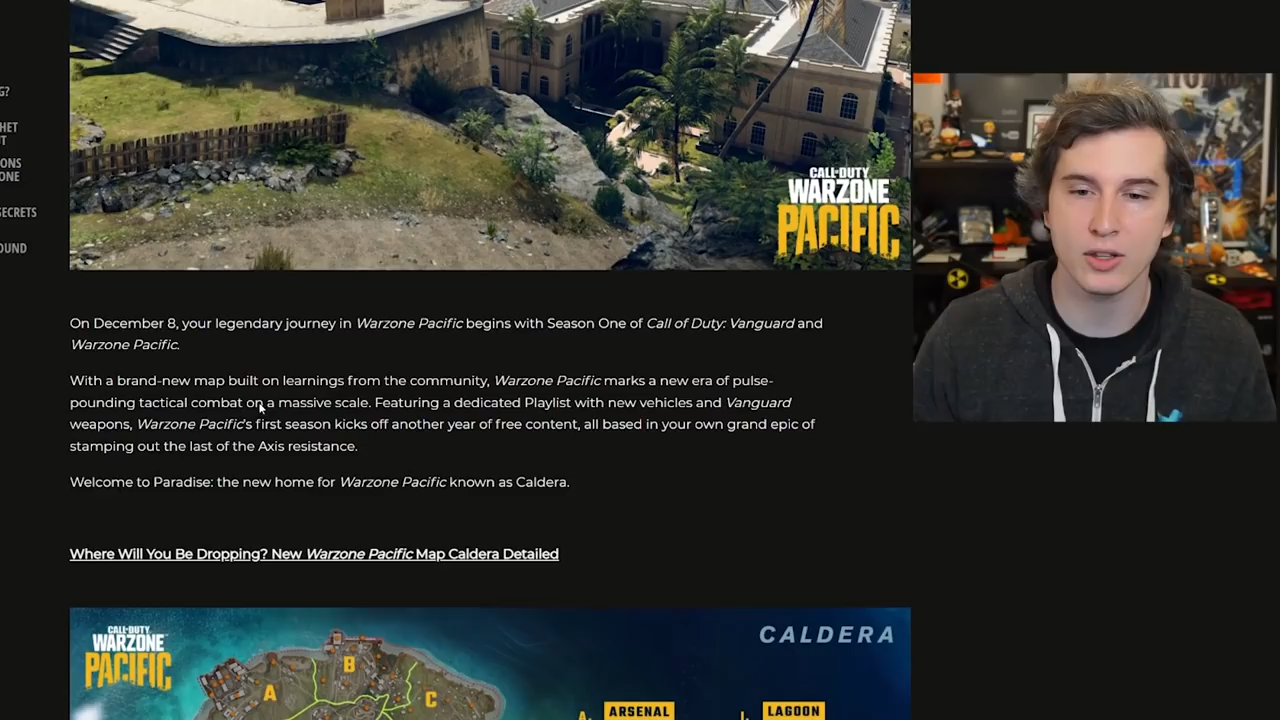 G?
HET
UT
ONS
ONE
SECRETS
OUND
CALL OF DUTY
WARZONE
PACIFIC
On December 8, your legendary journey in Warzone Pacific begins with Season One of Call of Duty: Vanguard and
Warzone Pacific.
With a brand-new map built on learnings from the community, Warzone Pacific marks a new era of pulse-
pounding tactical combat on a massive scale. Featuring a dedicated Playlist with new vehicles and Vanguard
weapons, Warzone Pacific's first season kicks off another year of free content, all based in your own grand epic of
stamping out the last of the Axis resistance.
Welcome to Paradise: the new home for Warzone Pacific known as Caldera.
Where Will You Be Dropping? New Warzone Pacific Map Caldera Detailed
CALL OF DUTY
WARZONE
PACIFIC
CALDERA
A
B
C
A. ARSENAL
LAGOON